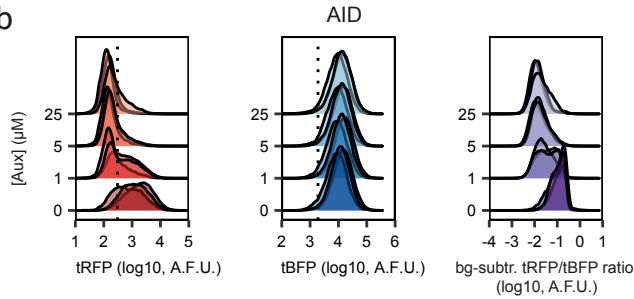 b
AID
[Aux] (µM)
25
5
1
0
1 2 3 4 5
tRFP (log10, A.F.U.)
25
5
1
0
2 3 4 5 6
tBFP (log10, A.F.U.)
25
5
1
0
-4 -3 -2 -1 0 1
bg-subtr. tRFP/tBFP ratio
(log10, A.F.U.)